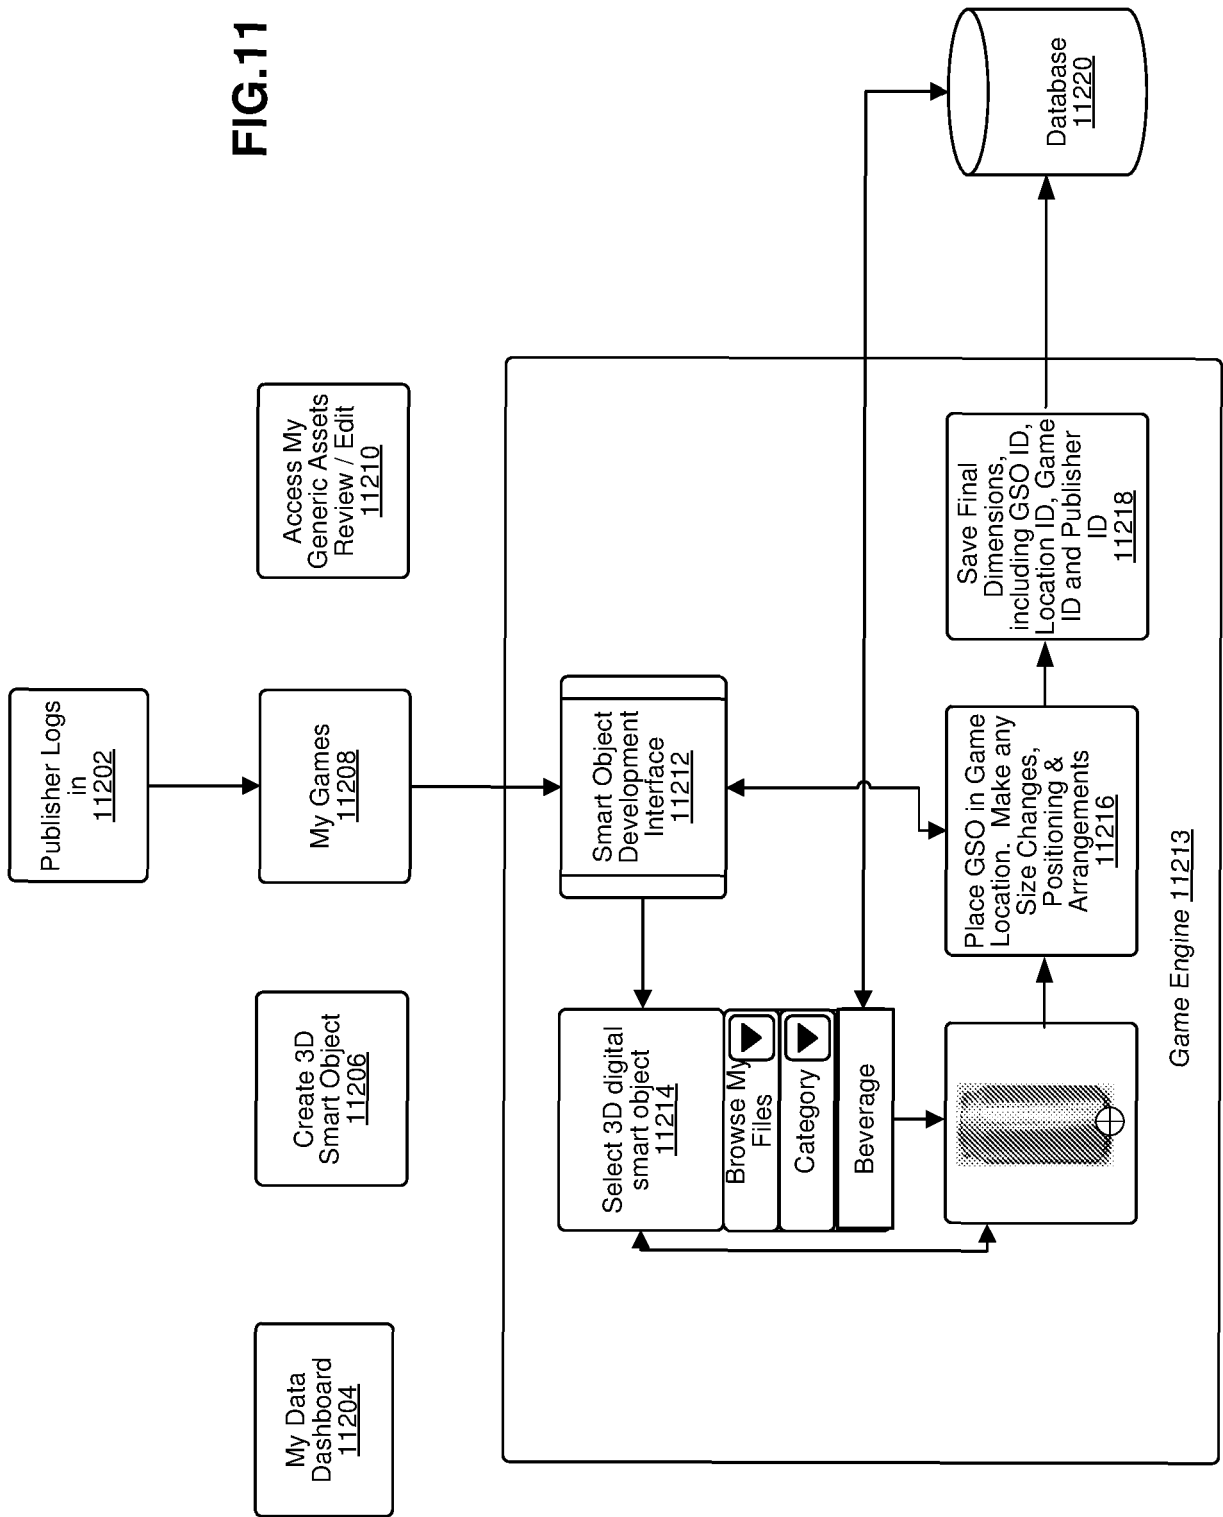 FIG.11
Publisher Logs
in
11202
My Data
Dashboard
11204
Create 3D
Smart Object
11206
My Games
11208
Access My
Generic Assets
Review / Edit
11210
Smart Object
Development
Interface
11212
Select 3D digital
smart object
11214
Browse My
Files
Category
Beverage
Place GSO in Game
Location. Make any
Size Changes,
Positioning &
Arrangements
11216
Save Final
Dimensions,
including GSO ID,
Location ID, Game
ID and Publisher
ID
11218
Database
11220
Game Engine 11213